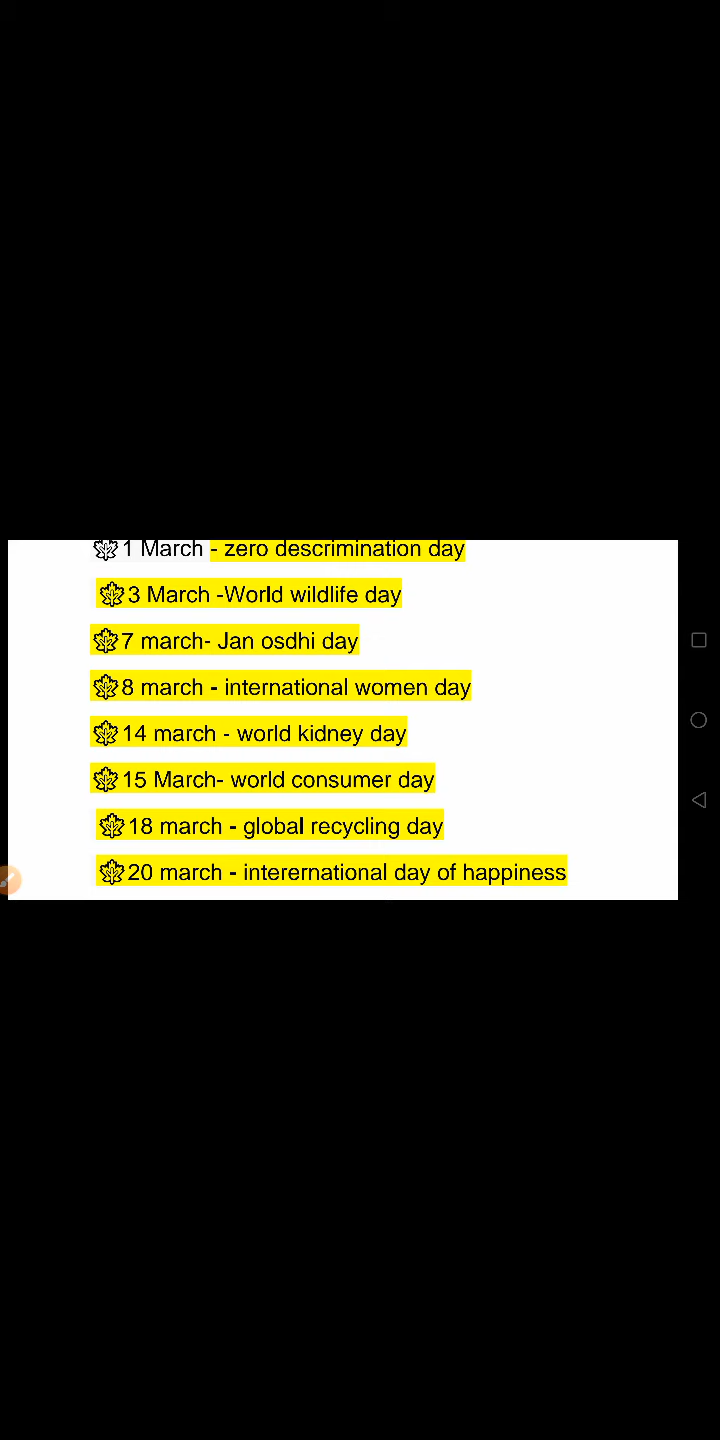 1 March - zero descrimination day
3 March -World wildlife day
7 march- Jan osdhi day
8 march - international women day
14 march - world kidney day
15 March- world consumer day
18 march - global recycling day
20 march - interernational day of happiness